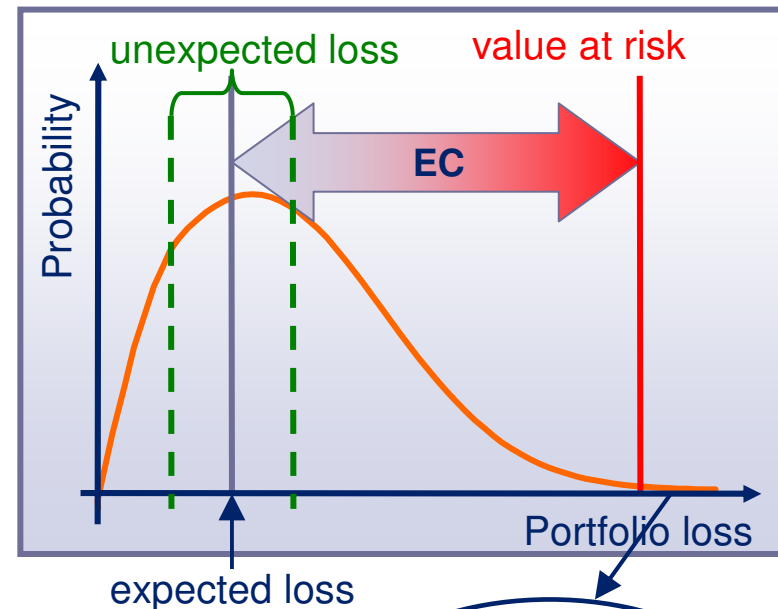 unexpected loss
value at risk
EC
Probability
Portfolio loss
expected loss